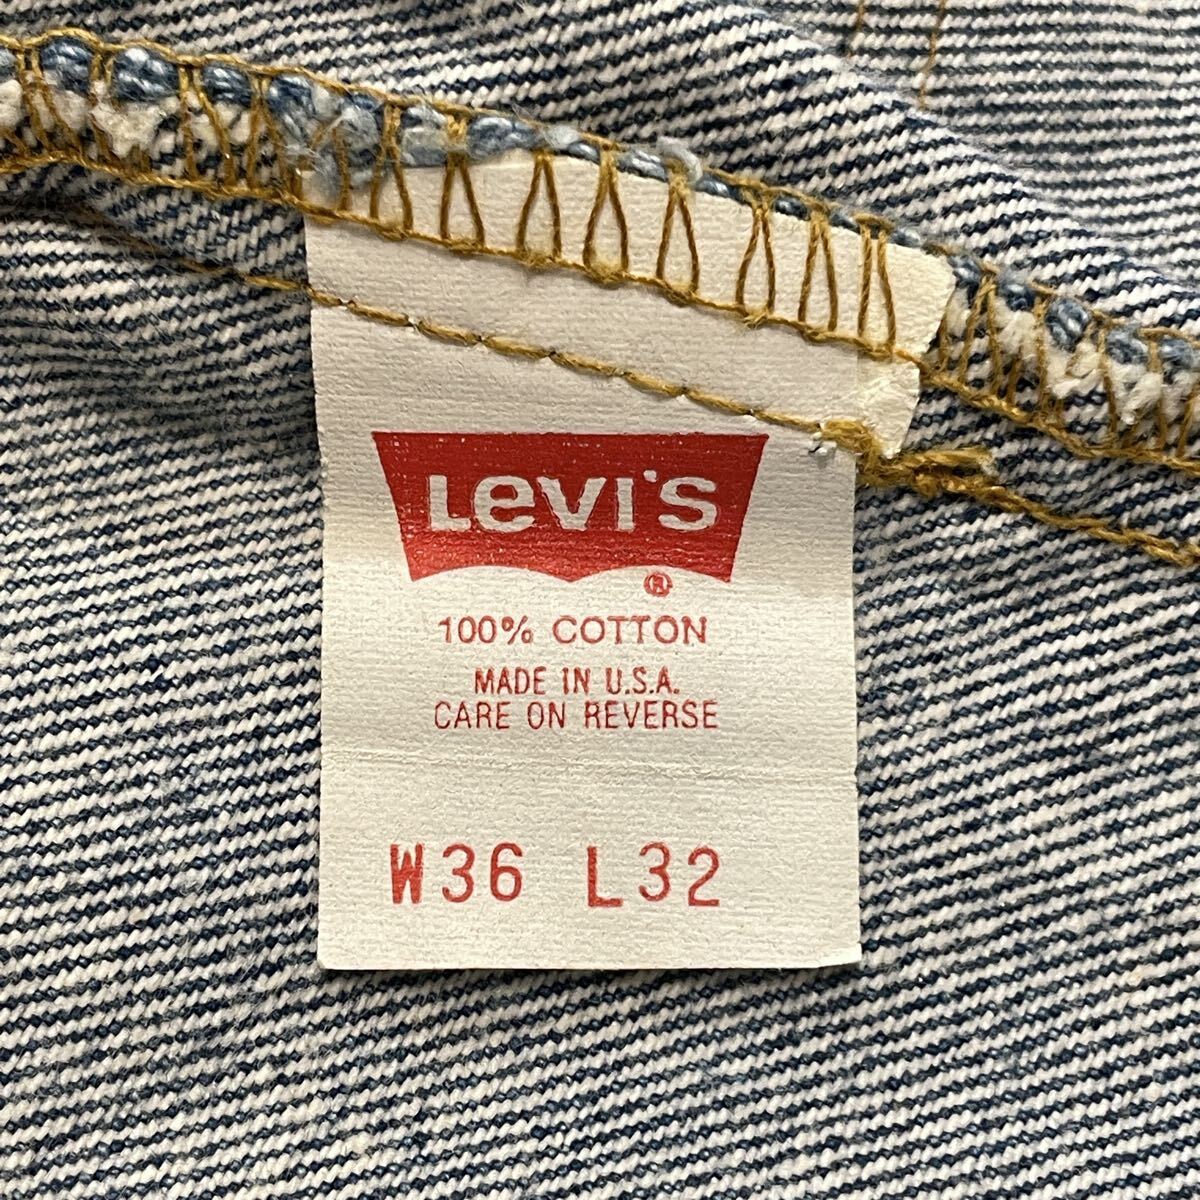 Levi's
®
100% COTTON
MADE IN U.S.A.
CARE ON REVERSE
W36 L32